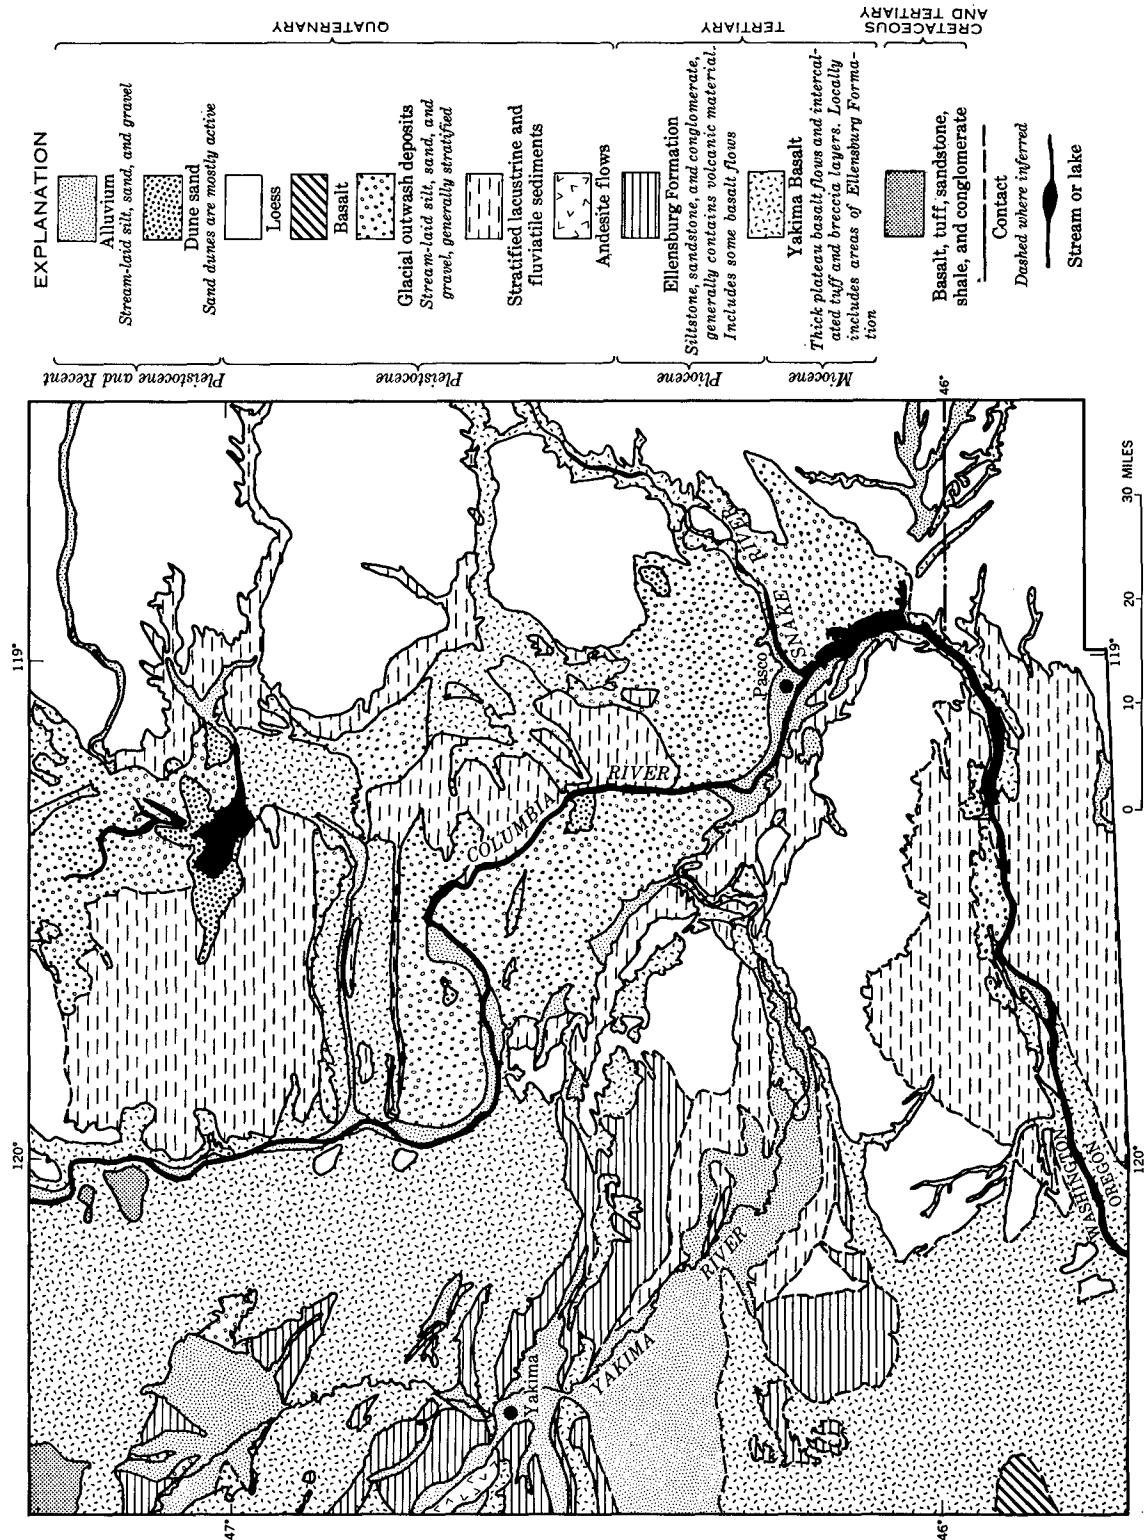 EXPLANATION
Alluvium
Stream-laid silt, sand, and gravel
Dune sand
Sand dunes are mostly active
Loess
Basalt
Glacial outwash deposits
Stream-laid silt, sand, and
gravel, generally stratified
Stratified lacustrine and
fluviatile sediments
Andesite flows
Ellensburg Formation
Siltstone, sandstone, and conglomerate,
generally contains volcanic material.
Includes some basalt flows
Yakima Basalt
Thick plateau basalt flows and intercal-
ated tuff and breccia layers. Locally
includes areas of Ellensburg Forma-
tion
Basalt, tuff, sandstone,
shale, and conglomerate
Contact
Dashed where inferred
Stream or lake
QUATERNARY
TERTIARY
CRETACEOUS
AND TERTIARY
Pleistocene and Recent
Pleistocene
Pliocene
Miocene
119°
120°
47°
46°
46°
119°
120°
COLUMBIA
RIVER
SNAKE
RIVER
Pasco
Yakima
YAKIMA
RIVER
WASHINGTON
OREGON
0
10
20
30 MILES